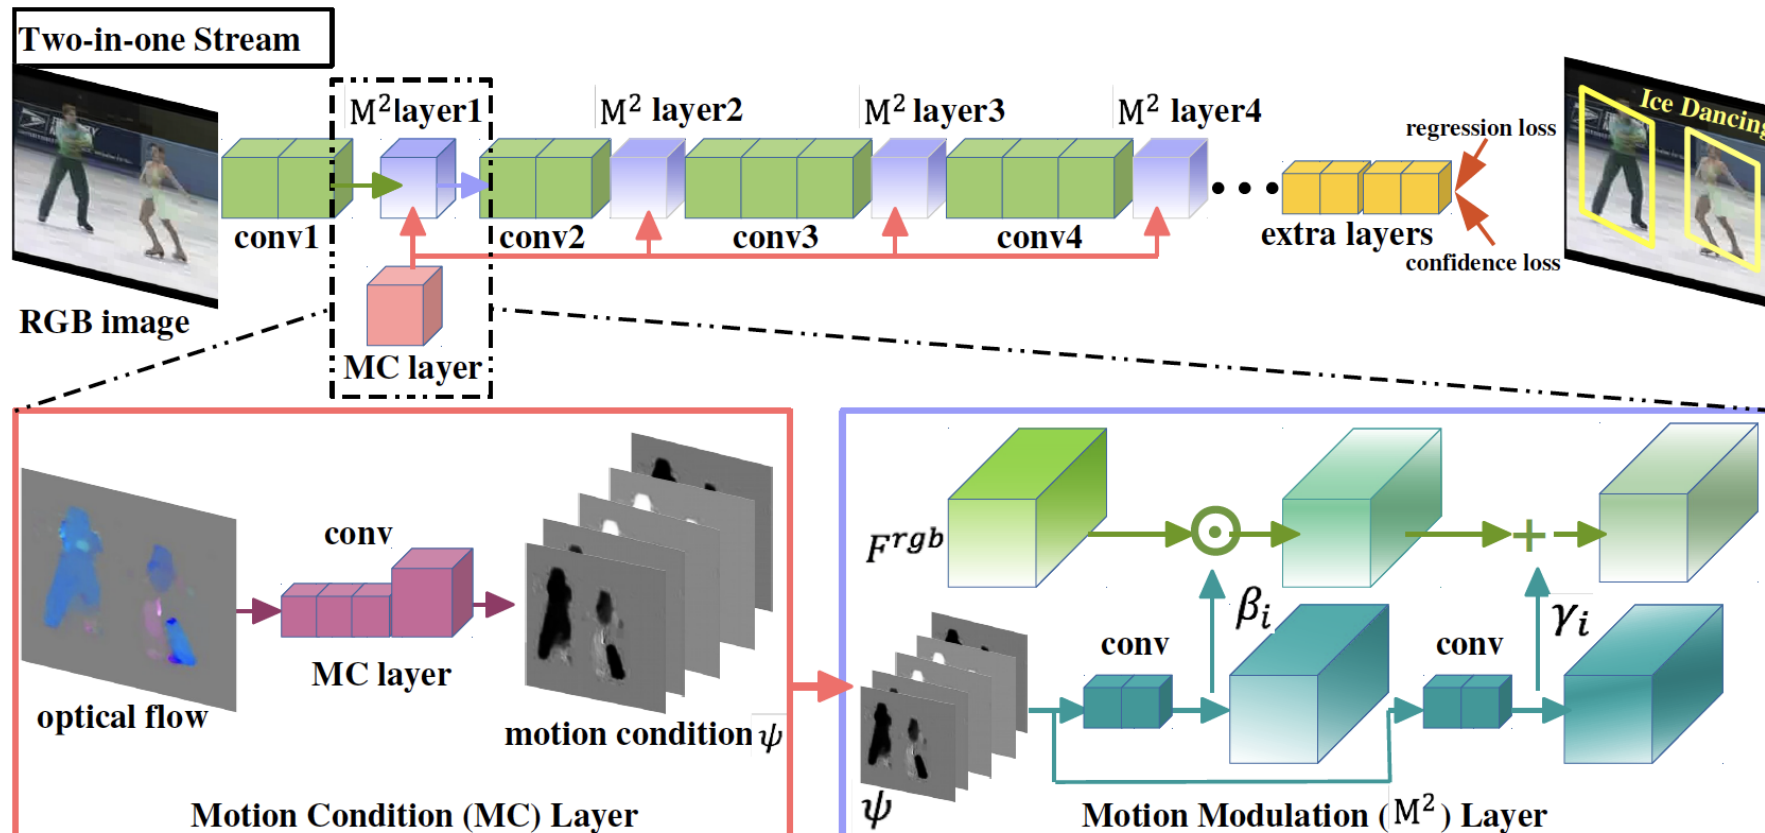 Two-in-one Stream
M² layer1
M² layer2
M² layer3
M² layer4
Ice Dancing
regression loss
conv1
conv2
conv3
conv4
extra layers
confidence loss
RGB image
MC layer
conv
F^{rgb}
MC layer
optical flow
motion condition ψ
β_i
γ_i
conv
conv
ψ
Motion Condition (MC) Layer
Motion Modulation (M²) Layer